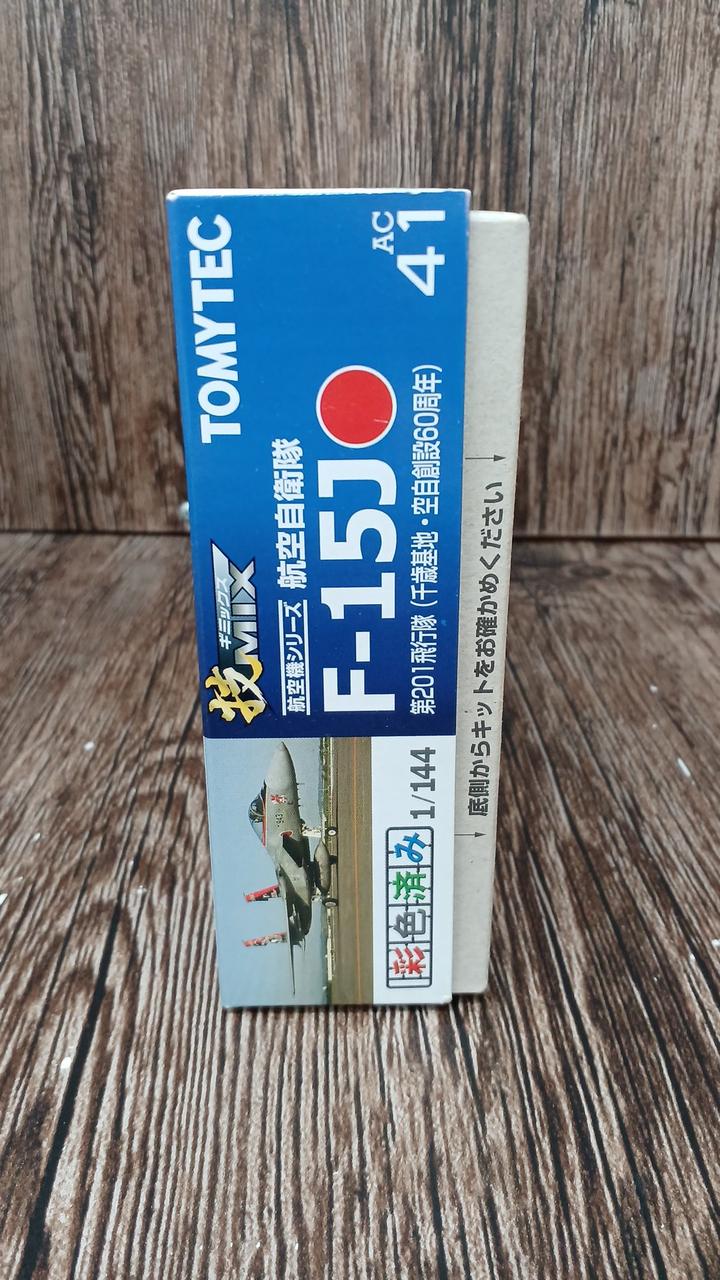 TOMYTEC
AC
41
技MIX
ギミックス
航空機シリーズ 航空自衛隊
F-15J
第201飛行隊（千歳基地・空自創設60周年）
彩色済み 1/144
943
底側からキットをお確かめください